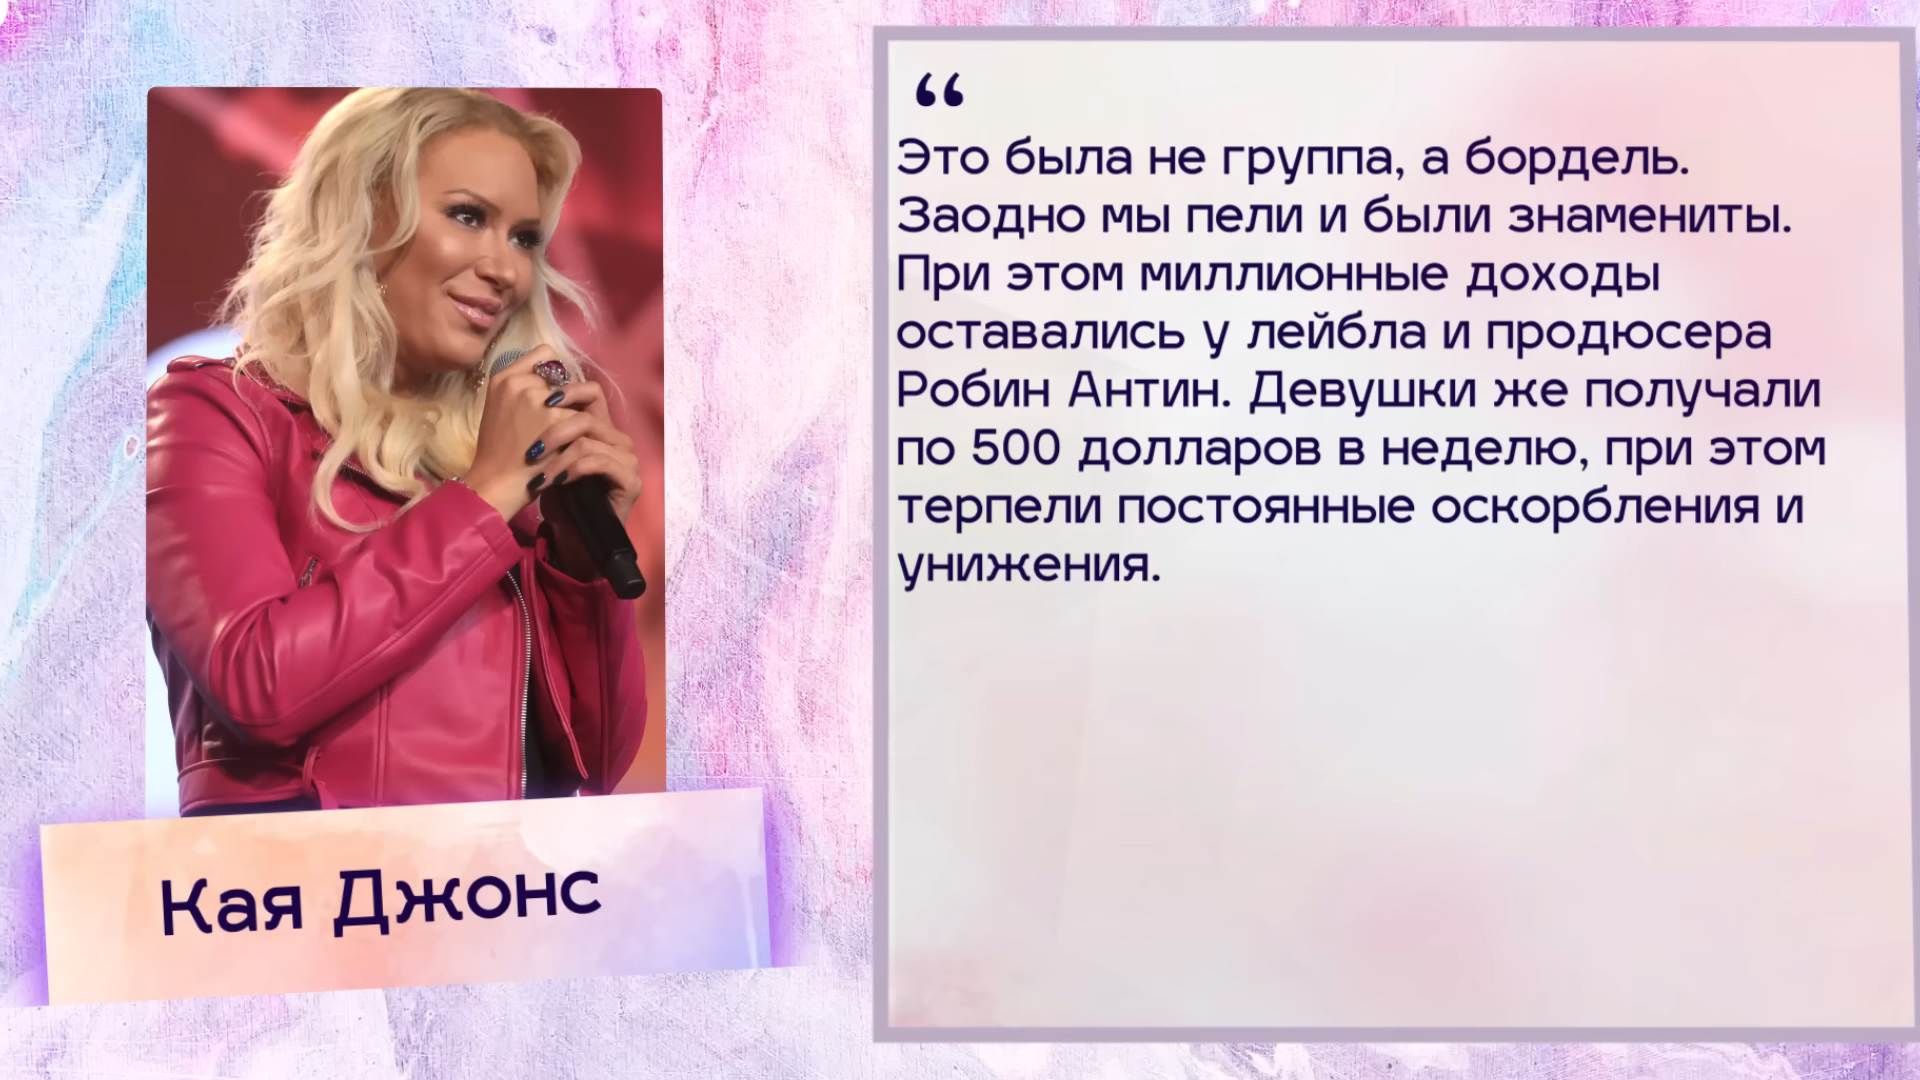 “
Это была не группа, а бордель.
Заодно мы пели и были знамениты.
При этом миллионные доходы
оставались у лейбла и продюсера
Робин Антин. Девушки же получали
по 500 долларов в неделю, при этом
терпели постоянные оскорбления и
унижения.
Кая Джонс